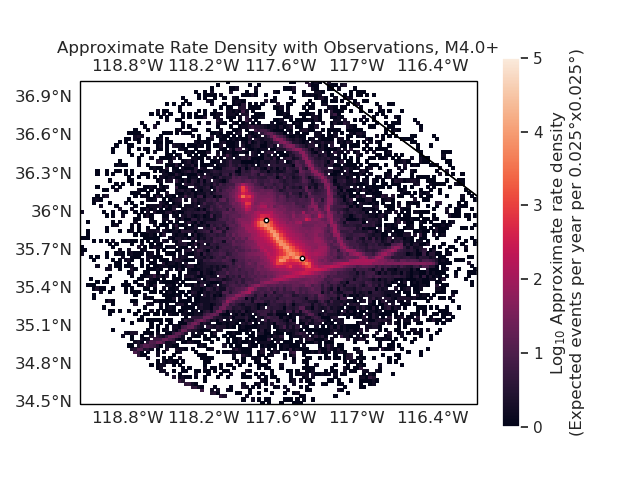 Approximate Rate Density with Observations, M4.0+
118.8°W 118.2°W 117.6°W 117°W 116.4°W
36.9°N
36.6°N
36.3°N
36°N
35.7°N
35.4°N
35.1°N
34.8°N
34.5°N
118.8°W 118.2°W 117.6°W 117°W 116.4°W
5
4
3
2
1
0
Log₁₀ Approximate rate density
(Expected events per year per 0.025°x0.025°)